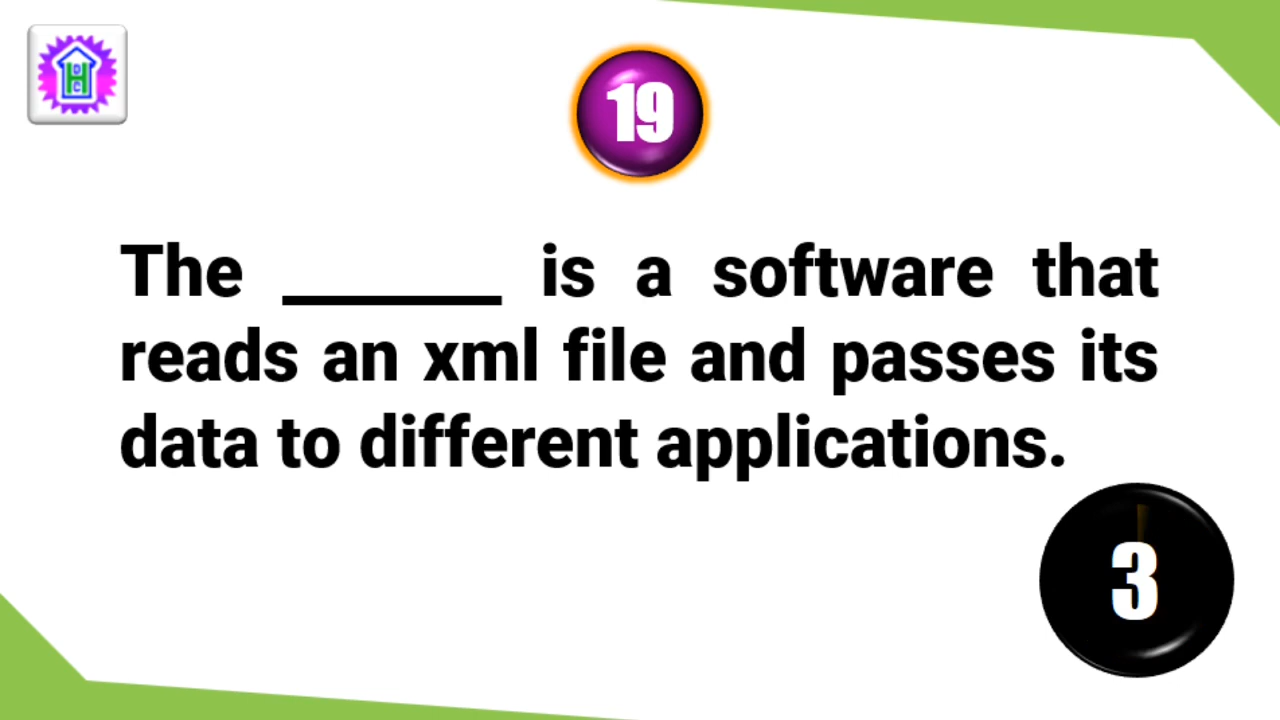 19
The ______ is a software that
reads an xml file and passes its
data to different applications.
3